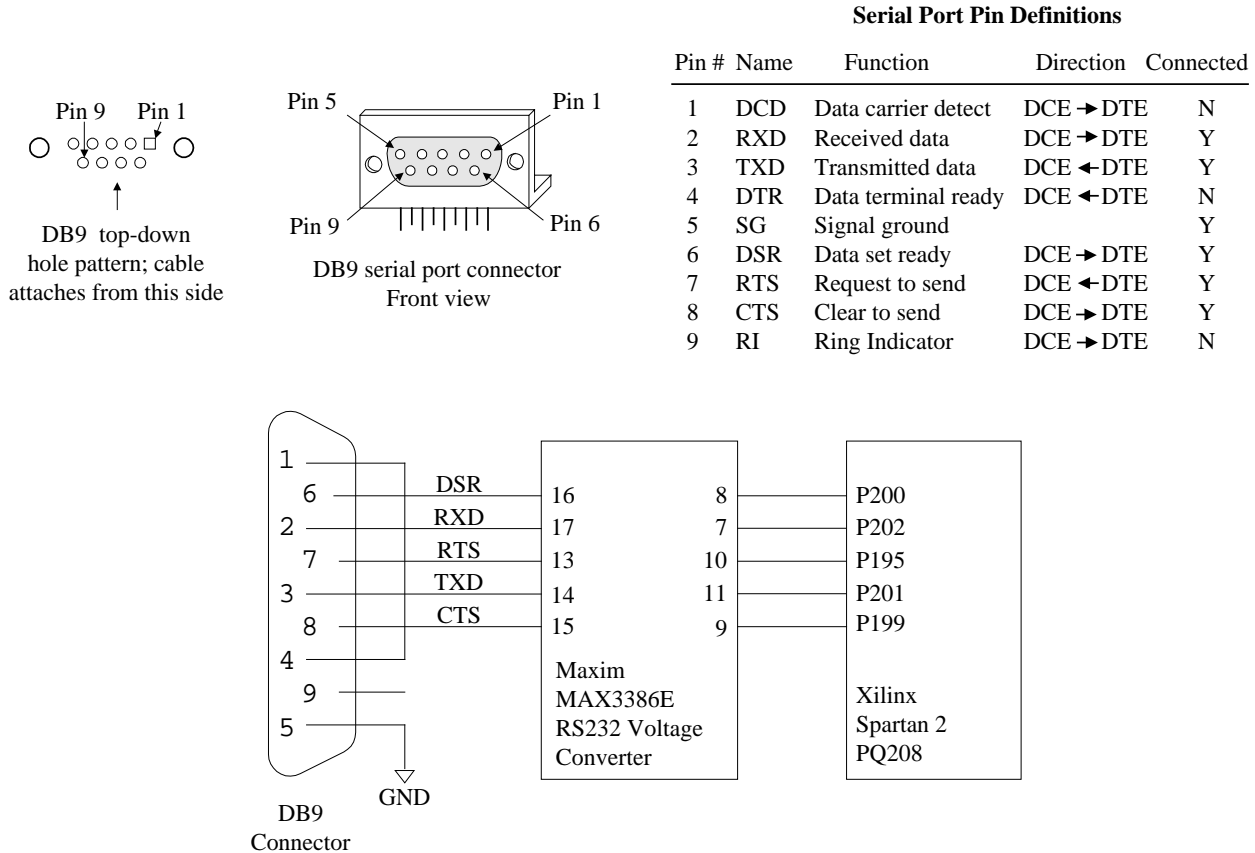 Serial Port Pin Definitions
Pin # Name Function Direction Connected
1 DCD Data carrier detect DCE → DTE N
2 RXD Received data DCE → DTE Y
3 TXD Transmitted data DCE ← DTE Y
4 DTR Data terminal ready DCE ← DTE N
5 SG Signal ground Y
6 DSR Data set ready DCE → DTE Y
7 RTS Request to send DCE ← DTE Y
8 CTS Clear to send DCE → DTE Y
9 RI Ring Indicator DCE → DTE N
Pin 9 Pin 1
DB9 top-down
hole pattern; cable
attaches from this side
Pin 5 Pin 1
Pin 9 Pin 6
DB9 serial port connector
Front view
1
6 DSR 16 8 P200
2 RXD 17 7 P202
7 RTS 13 10 P195
3 TXD 14 11 P201
8 CTS 15 9 P199
4
9
5
GND
DB9
Connector
Maxim
MAX3386E
RS232 Voltage
Converter
Xilinx
Spartan 2
PQ208